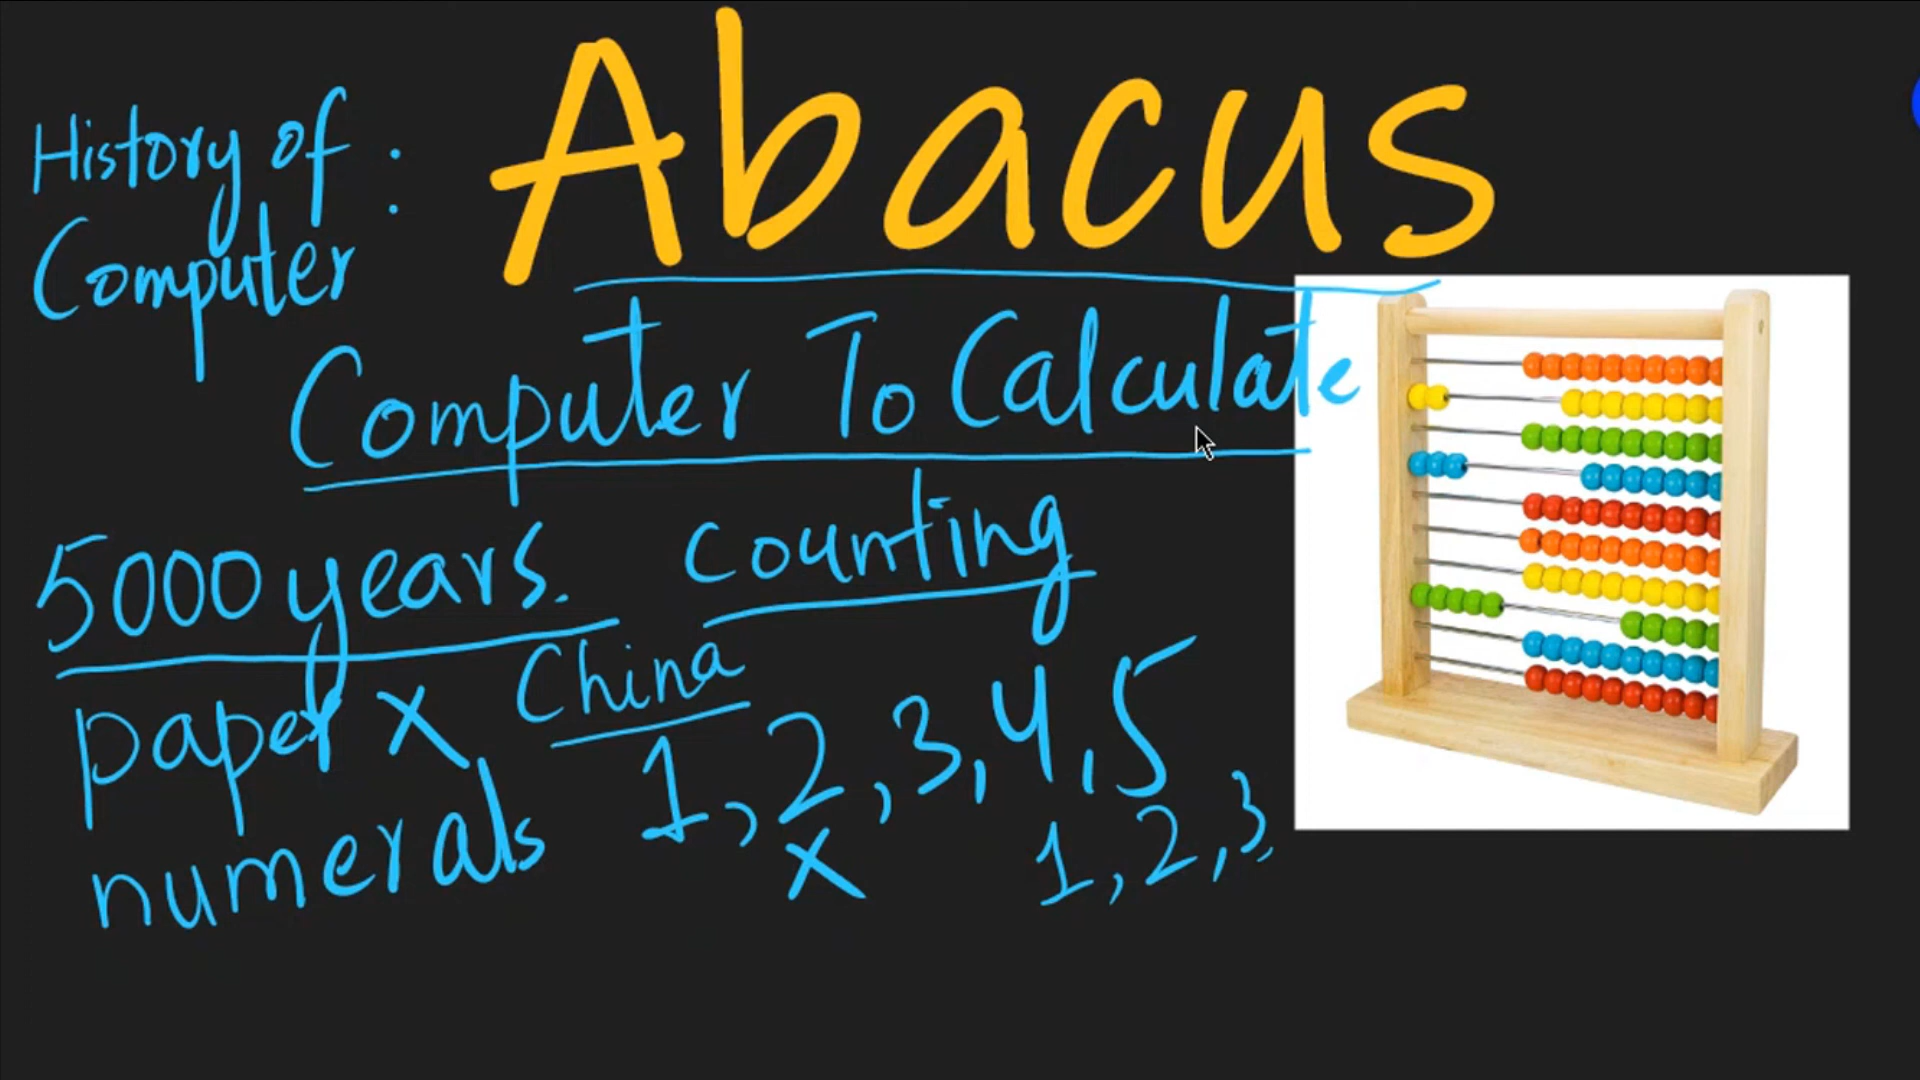 History of
Computer :
Abacus
Computer To Calculate
5000 years.
Counting
China
paper x
numerals
1, 2, 3, 4, 5
x
1, 2, 3,